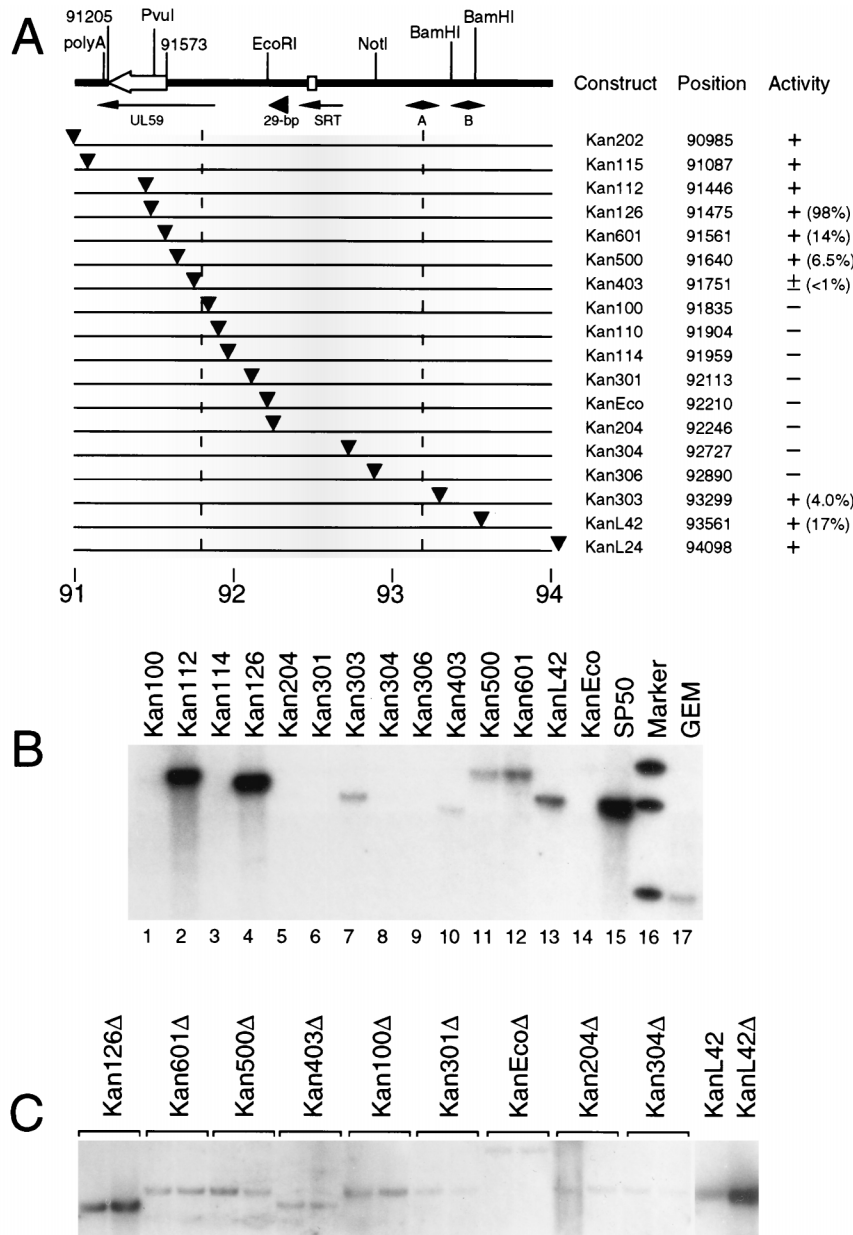 A
91205
PvuI
polyA
91573
EcoRI
NotI
BamHI
BamHI
UL59
29-bp
SRT
A
B
Construct Position Activity
Kan202 90985 +
Kan115 91087 +
Kan112 91446 +
Kan126 91475 + (98%)
Kan601 91561 + (14%)
Kan500 91640 + (6.5%)
Kan403 91751 ± (<1%)
Kan100 91835 −
Kan110 91904 −
Kan114 91959 −
Kan301 92113 −
KanEco 92210 −
Kan204 92246 −
Kan304 92727 −
Kan306 92890 −
Kan303 93299 + (4.0%)
KanL42 93561 + (17%)
KanL24 94098 +
91 92 93 94
B
Kan100
Kan112
Kan114
Kan126
Kan204
Kan301
Kan303
Kan304
Kan306
Kan403
Kan500
Kan601
KanL42
KanEco
SP50
Marker
GEM
1 2 3 4 5 6 7 8 9 10 11 12 13 14 15 16 17
C
Kan126Δ
Kan601Δ
Kan500Δ
Kan403Δ
Kan100Δ
Kan301Δ
KanEcoΔ
Kan204Δ
Kan304Δ
KanL42
KanL42Δ